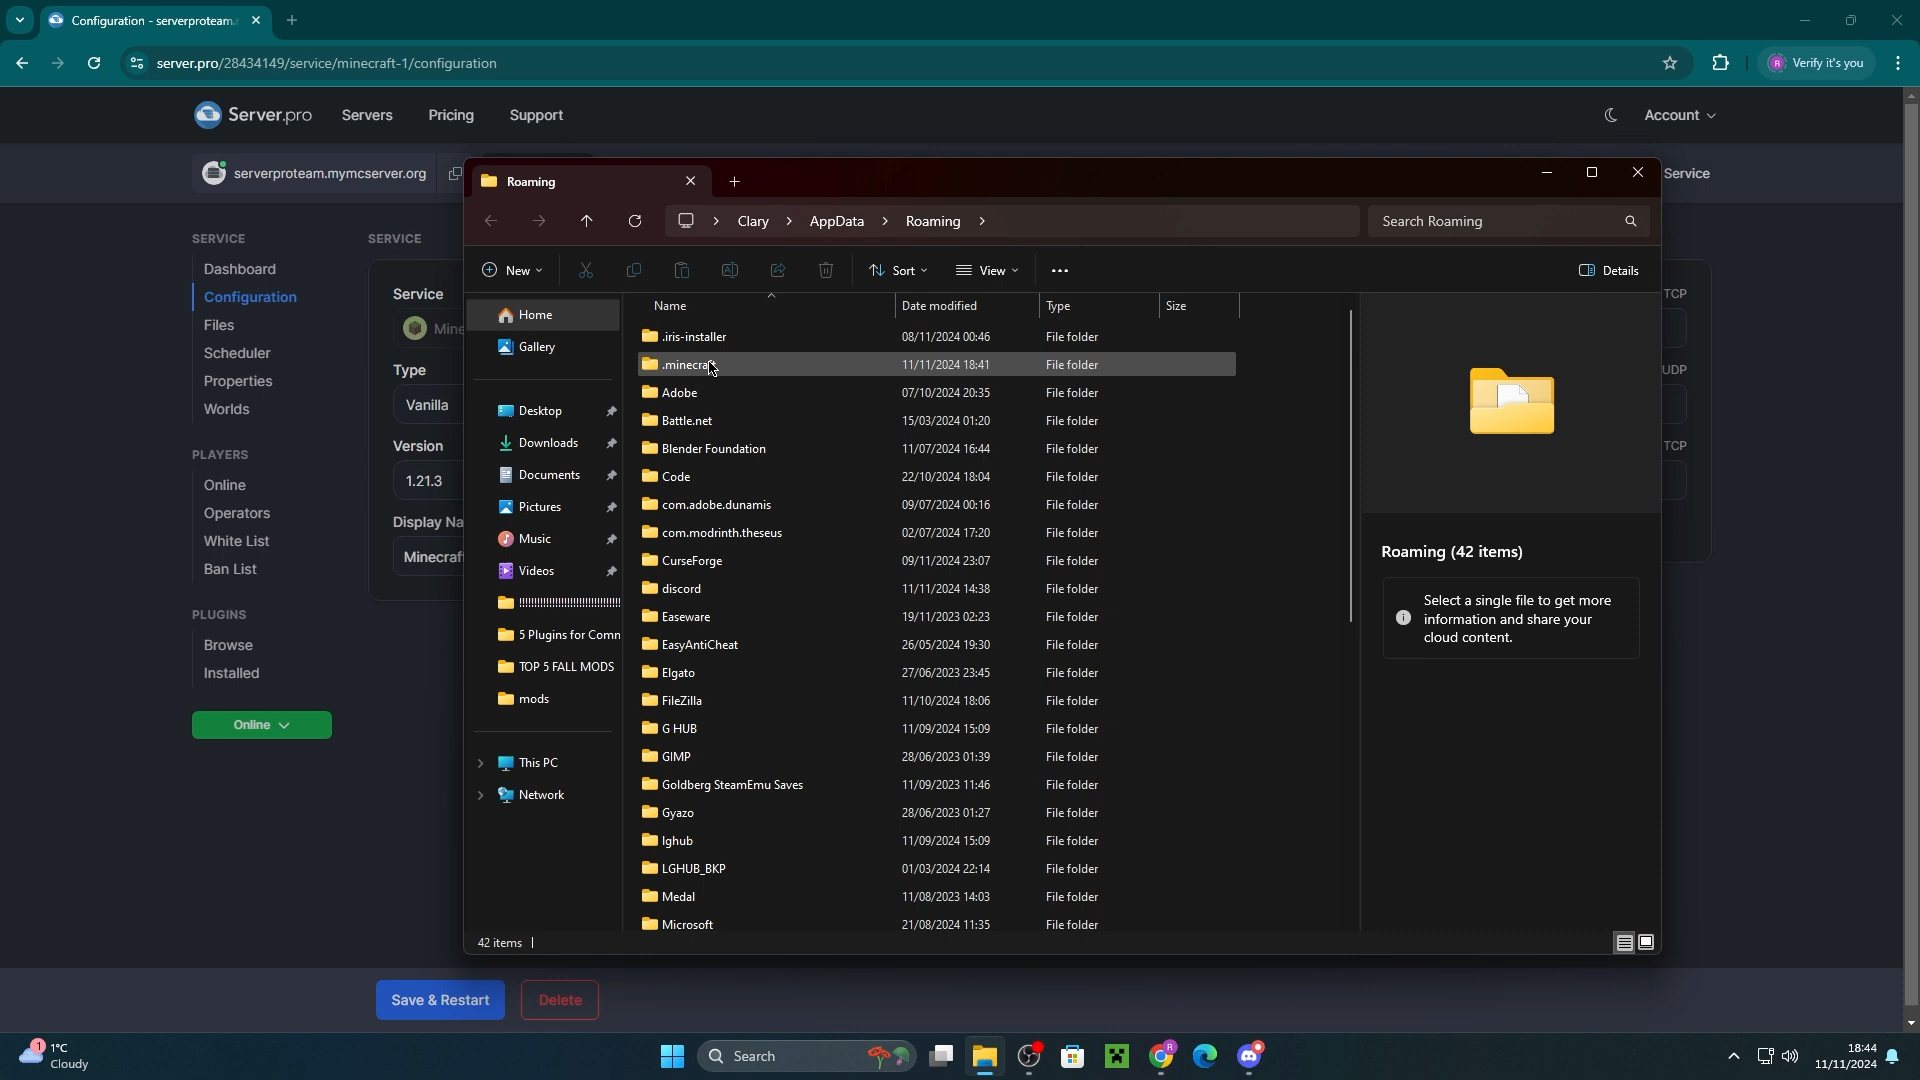 Configuration - serverproteam.
server.pro/28434149/service/minecraft-1/configuration
R
Verify it's you
Server.pro
Servers
Pricing
Support
Account
serverproteam.mymcserver.org
Service
SERVICE
Dashboard
Configuration
Files
Scheduler
Properties
Worlds
PLAYERS
Online
Operators
White List
Ban List
PLUGINS
Browse
Installed
Online
SERVICE
Service
Mine
Type
Vanilla
Version
1.21.3
Display Na
Minecraft
TCP
UDP
TCP
Save & Restart
Delete
Roaming
Clary
AppData
Roaming
Search Roaming
New
Sort
View
Details
Home
Gallery
Desktop
Downloads
Documents
Pictures
Music
Videos
5 Plugins for Comm
TOP 5 FALL MODS
mods
This PC
Network
Name Date modified Type Size
.iris-installer 08/11/2024 00:46 File folder
.minecraft 11/11/2024 18:41 File folder
Adobe 07/10/2024 20:35 File folder
Battle.net 15/03/2024 01:20 File folder
Blender Foundation 11/07/2024 16:44 File folder
Code 22/10/2024 18:04 File folder
com.adobe.dunamis 09/07/2024 00:16 File folder
com.modrinth.theseus 02/07/2024 17:20 File folder
CurseForge 09/11/2024 23:07 File folder
discord 11/11/2024 14:38 File folder
Easeware 19/11/2023 02:23 File folder
EasyAntiCheat 26/05/2024 19:30 File folder
Elgato 27/06/2023 23:45 File folder
FileZilla 11/10/2024 18:06 File folder
G HUB 11/09/2024 15:09 File folder
GIMP 28/06/2023 01:39 File folder
Goldberg SteamEmu Saves 11/09/2023 11:46 File folder
Gyazo 28/06/2023 01:27 File folder
lghub 11/09/2024 15:09 File folder
LGHUB_BKP 01/03/2024 22:14 File folder
Medal 11/08/2023 14:03 File folder
Microsoft 21/08/2024 11:35 File folder
Roaming (42 items)
Select a single file to get more
information and share your
cloud content.
42 items
1
1°C
Cloudy
Search
R
18:44
11/11/2024